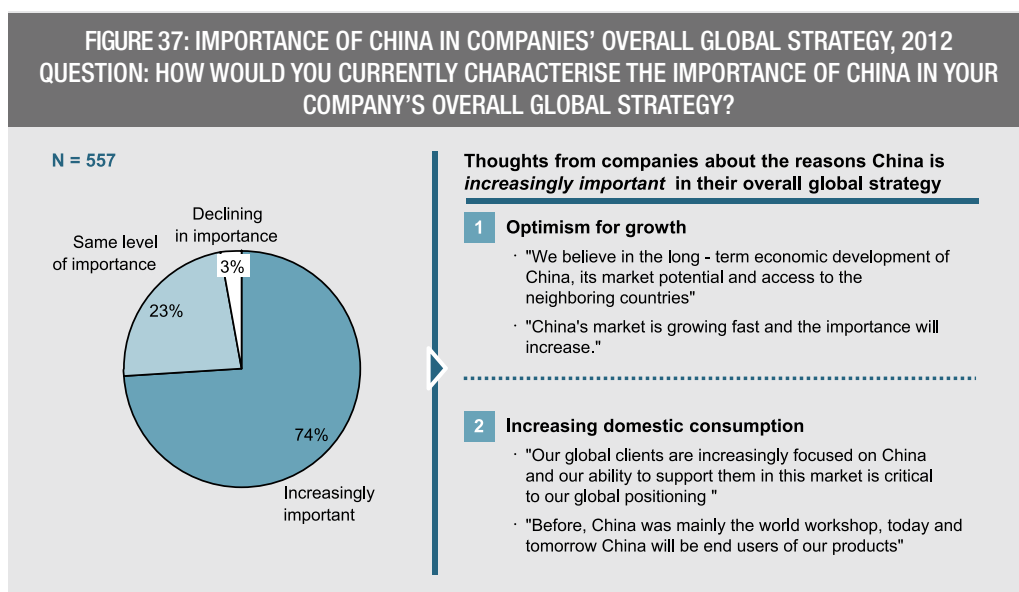 FIGURE 37: IMPORTANCE OF CHINA IN COMPANIES' OVERALL GLOBAL STRATEGY, 2012
QUESTION: HOW WOULD YOU CURRENTLY CHARACTERISE THE IMPORTANCE OF CHINA IN YOUR
COMPANY'S OVERALL GLOBAL STRATEGY?
N = 557
Declining
in importance
Same level
of importance
3%
23%
74%
Increasingly
important
Thoughts from companies about the reasons China is
increasingly important in their overall global strategy
1 Optimism for growth
· "We believe in the long - term economic development of
China, its market potential and access to the
neighboring countries"
· "China's market is growing fast and the importance will
increase."
2 Increasing domestic consumption
· "Our global clients are increasingly focused on China
and our ability to support them in this market is critical
to our global positioning "
· "Before, China was mainly the world workshop, today and
tomorrow China will be end users of our products"